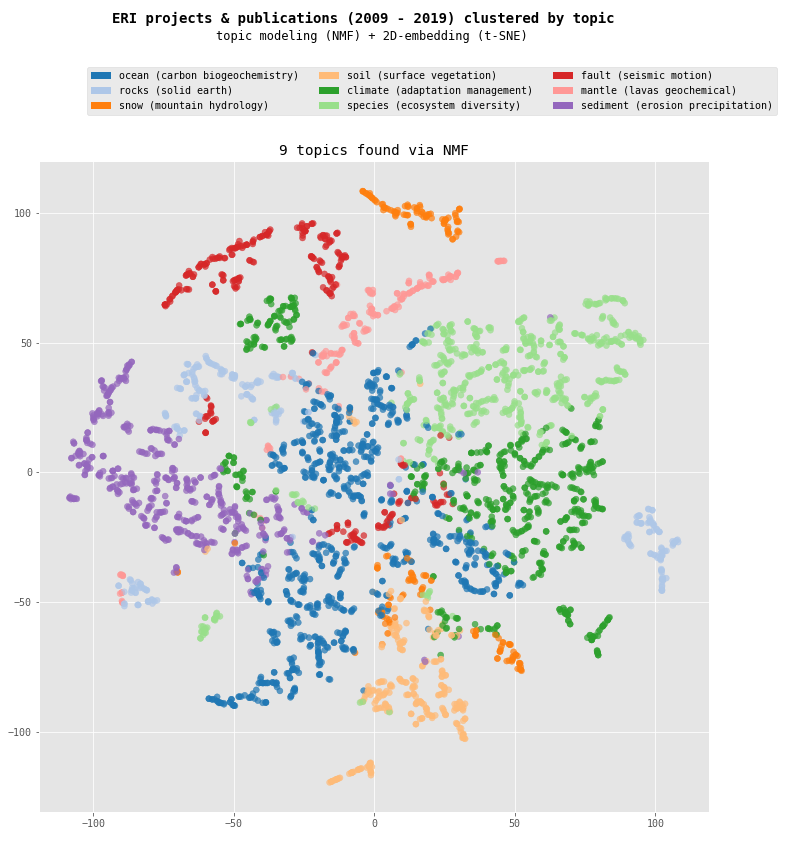 ERI projects & publications (2009 - 2019) clustered by topic
topic modeling (NMF) + 2D-embedding (t-SNE)
ocean (carbon biogeochemistry)
rocks (solid earth)
snow (mountain hydrology)
soil (surface vegetation)
climate (adaptation management)
species (ecosystem diversity)
fault (seismic motion)
mantle (lavas geochemical)
sediment (erosion precipitation)
9 topics found via NMF
100
50
0
−50
−100
−100
−50
0
50
100